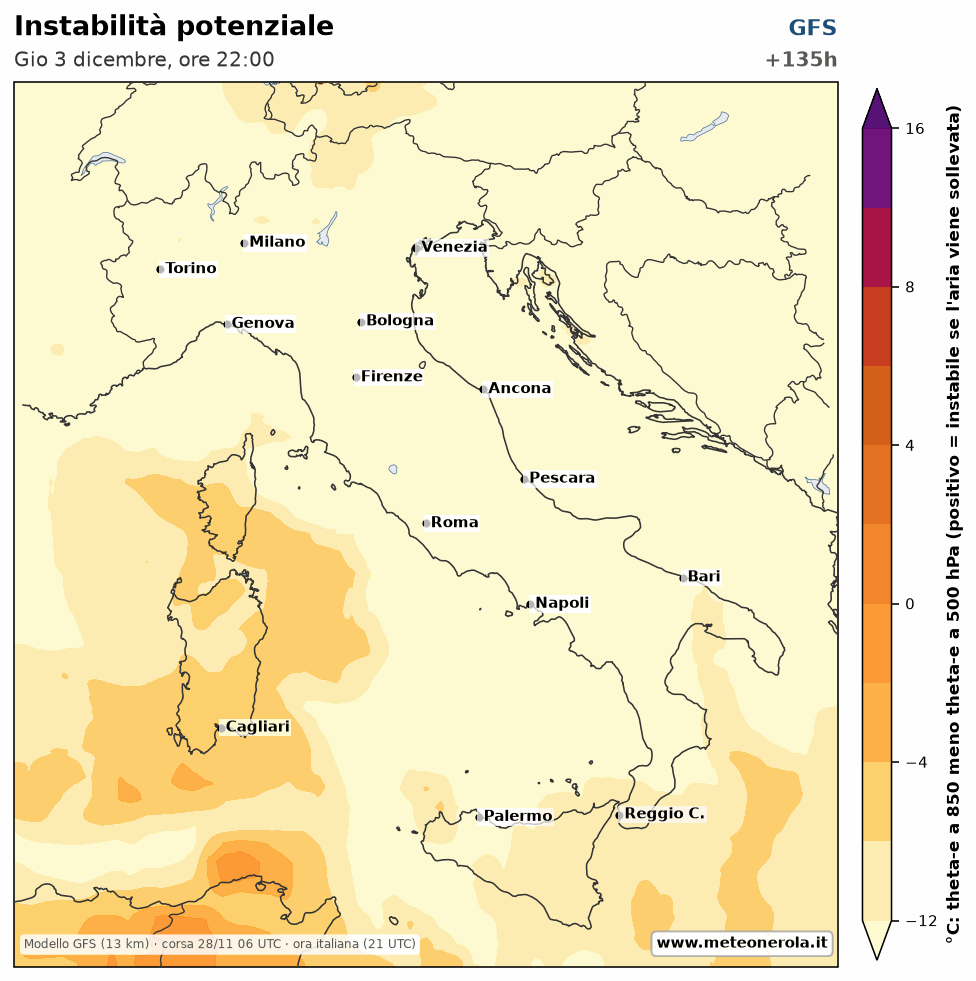 Instabilità potenziale
GFS
Gio 3 dicembre, ore 22:00
+135h
Milano
Venezia
Torino
Genova
Bologna
Firenze
Ancona
Pescara
Roma
Bari
Napoli
Cagliari
Palermo
Reggio C.
Modello GFS (13 km) · corsa 28/11 06 UTC · ora italiana (21 UTC)
www.meteonerola.it
16
8
4
0
−4
−12
°C: theta-e a 850 meno theta-e a 500 hPa (positivo = instabile se l'aria viene sollevata)